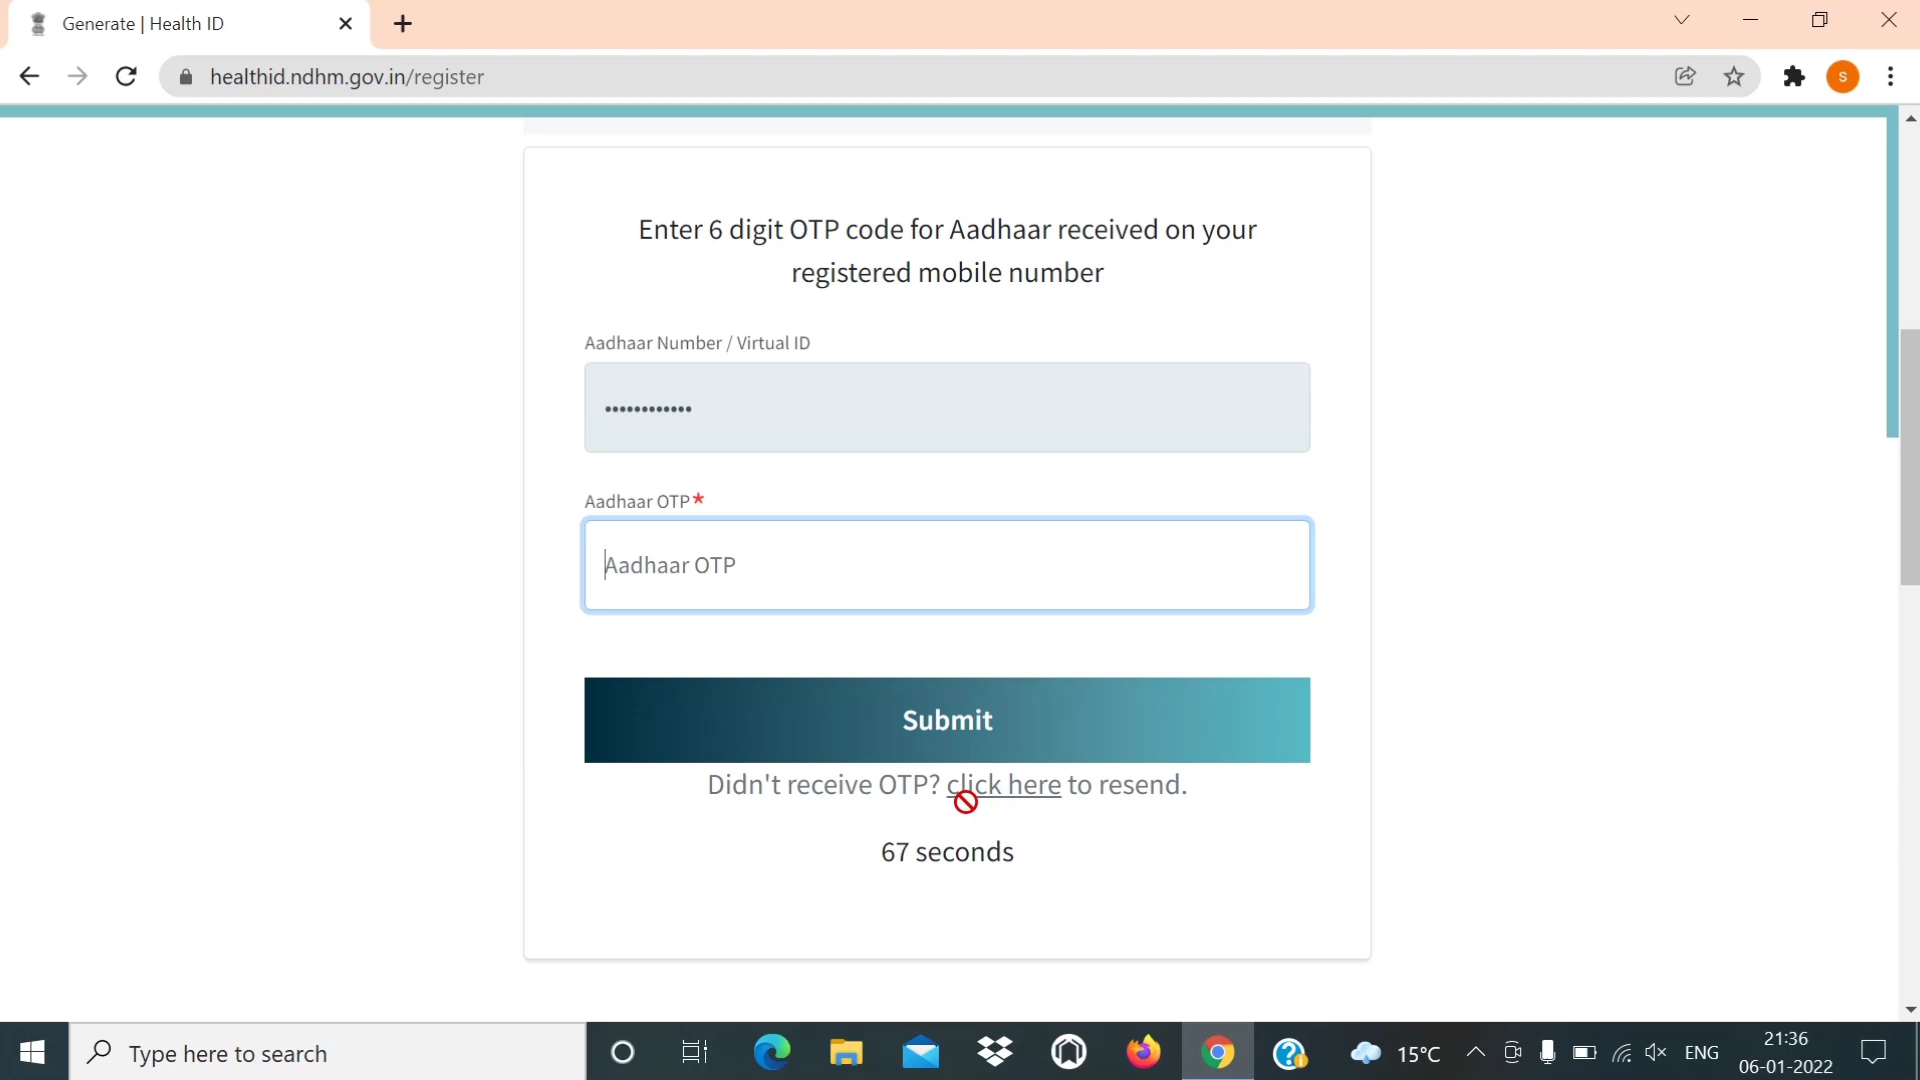 Generate | Health ID
healthid.ndhm.gov.in/register
S
Enter 6 digit OTP code for Aadhaar received on your
registered mobile number
Aadhaar Number / Virtual ID
••••••••••••
Aadhaar OTP*
Aadhaar OTP
Submit
Didn't receive OTP? click here to resend.
67 seconds
Type here to search
15°C
ENG
21:36
06-01-2022